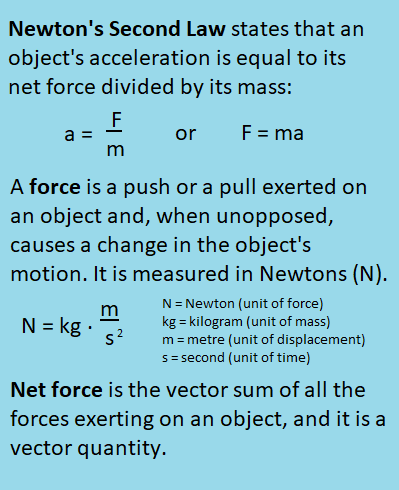 Newton's Second Law states that an
object's acceleration is equal to its
net force divided by its mass:
a = F/m or F = ma
A force is a push or a pull exerted on
an object and, when unopposed,
causes a change in the object's
motion. It is measured in Newtons (N).
N = kg · m/s²
N = Newton (unit of force)
kg = kilogram (unit of mass)
m = metre (unit of displacement)
s = second (unit of time)
Net force is the vector sum of all the
forces exerting on an object, and it is a
vector quantity.